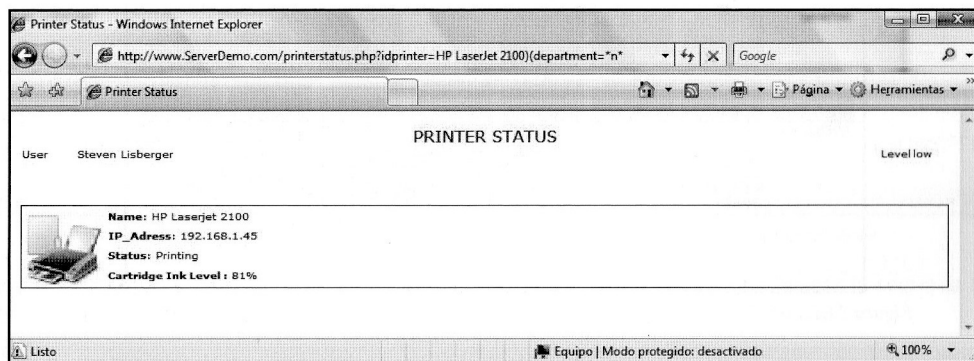 Printer Status - Windows Internet Explorer
http://www.ServerDemo.com/printerstatus.php?idprinter=HP LaserJet 2100)(department=*n*
Google
Printer Status
Página
Herramientas
PRINTER STATUS
User Steven Lisberger Level low
Name: HP Laserjet 2100
IP_Adress: 192.168.1.45
Status: Printing
Cartridge Ink Level : 81%
Listo
Equipo | Modo protegido: desactivado
100%